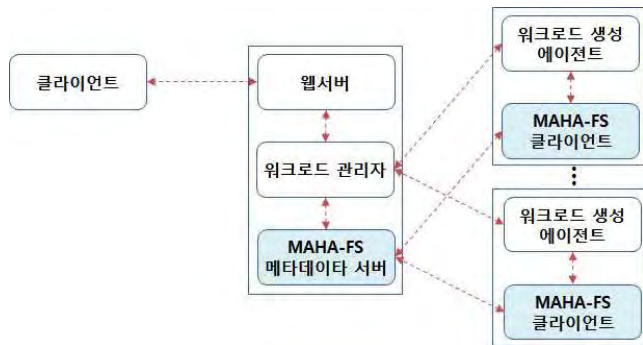 클라이언트
웹서버
워크로드 관리자
MAHA-FS
메타데이타 서버
워크로드 생성
에이젼트
MAHA-FS
클라이언트
워크로드 생성
에이젼트
MAHA-FS
클라이언트